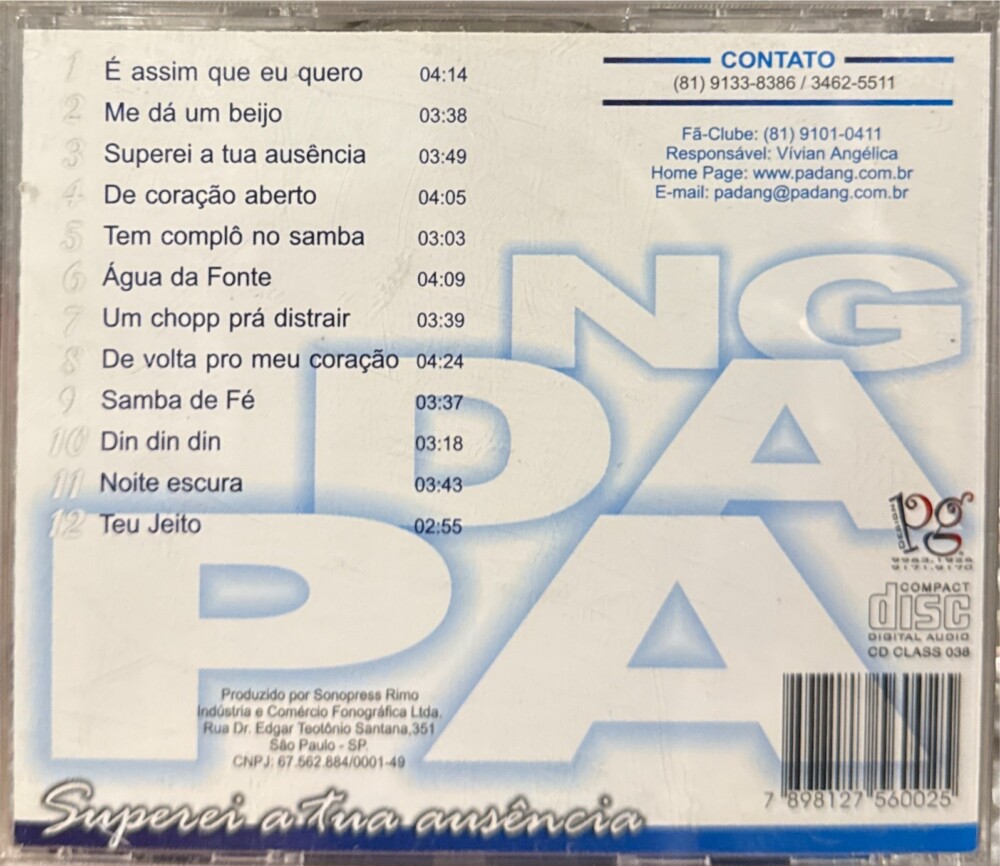 1 É assim que eu quero 04:14
2 Me dá um beijo 03:38
3 Superei a tua ausência 03:49
4 De coração aberto 04:05
5 Tem complô no samba 03:03
6 Água da Fonte 04:09
7 Um chopp prá distrair 03:39
8 De volta pro meu coração 04:24
9 Samba de Fé 03:37
10 Din din din 03:18
11 Noite escura 03:43
12 Teu Jeito 02:55
CONTATO
(81) 9133-8386 / 3462-5511
Fã-Clube: (81) 9101-0411
Responsável: Vívian Angélica
Home Page: www.padang.com.br
E-mail: padang@padang.com.br
NG
DA
PA
pg
DESIGN
COMPACT
disc
DIGITAL AUDIO
CD CLASS 038
Produzido por Sonopress Rimo
Indústria e Comércio Fonográfica Ltda.
Rua Dr. Edgar Teotônio Santana,351
São Paulo - SP.
CNPJ: 67.562.884/0001-49
7 898127 560025
Superei a tua ausência